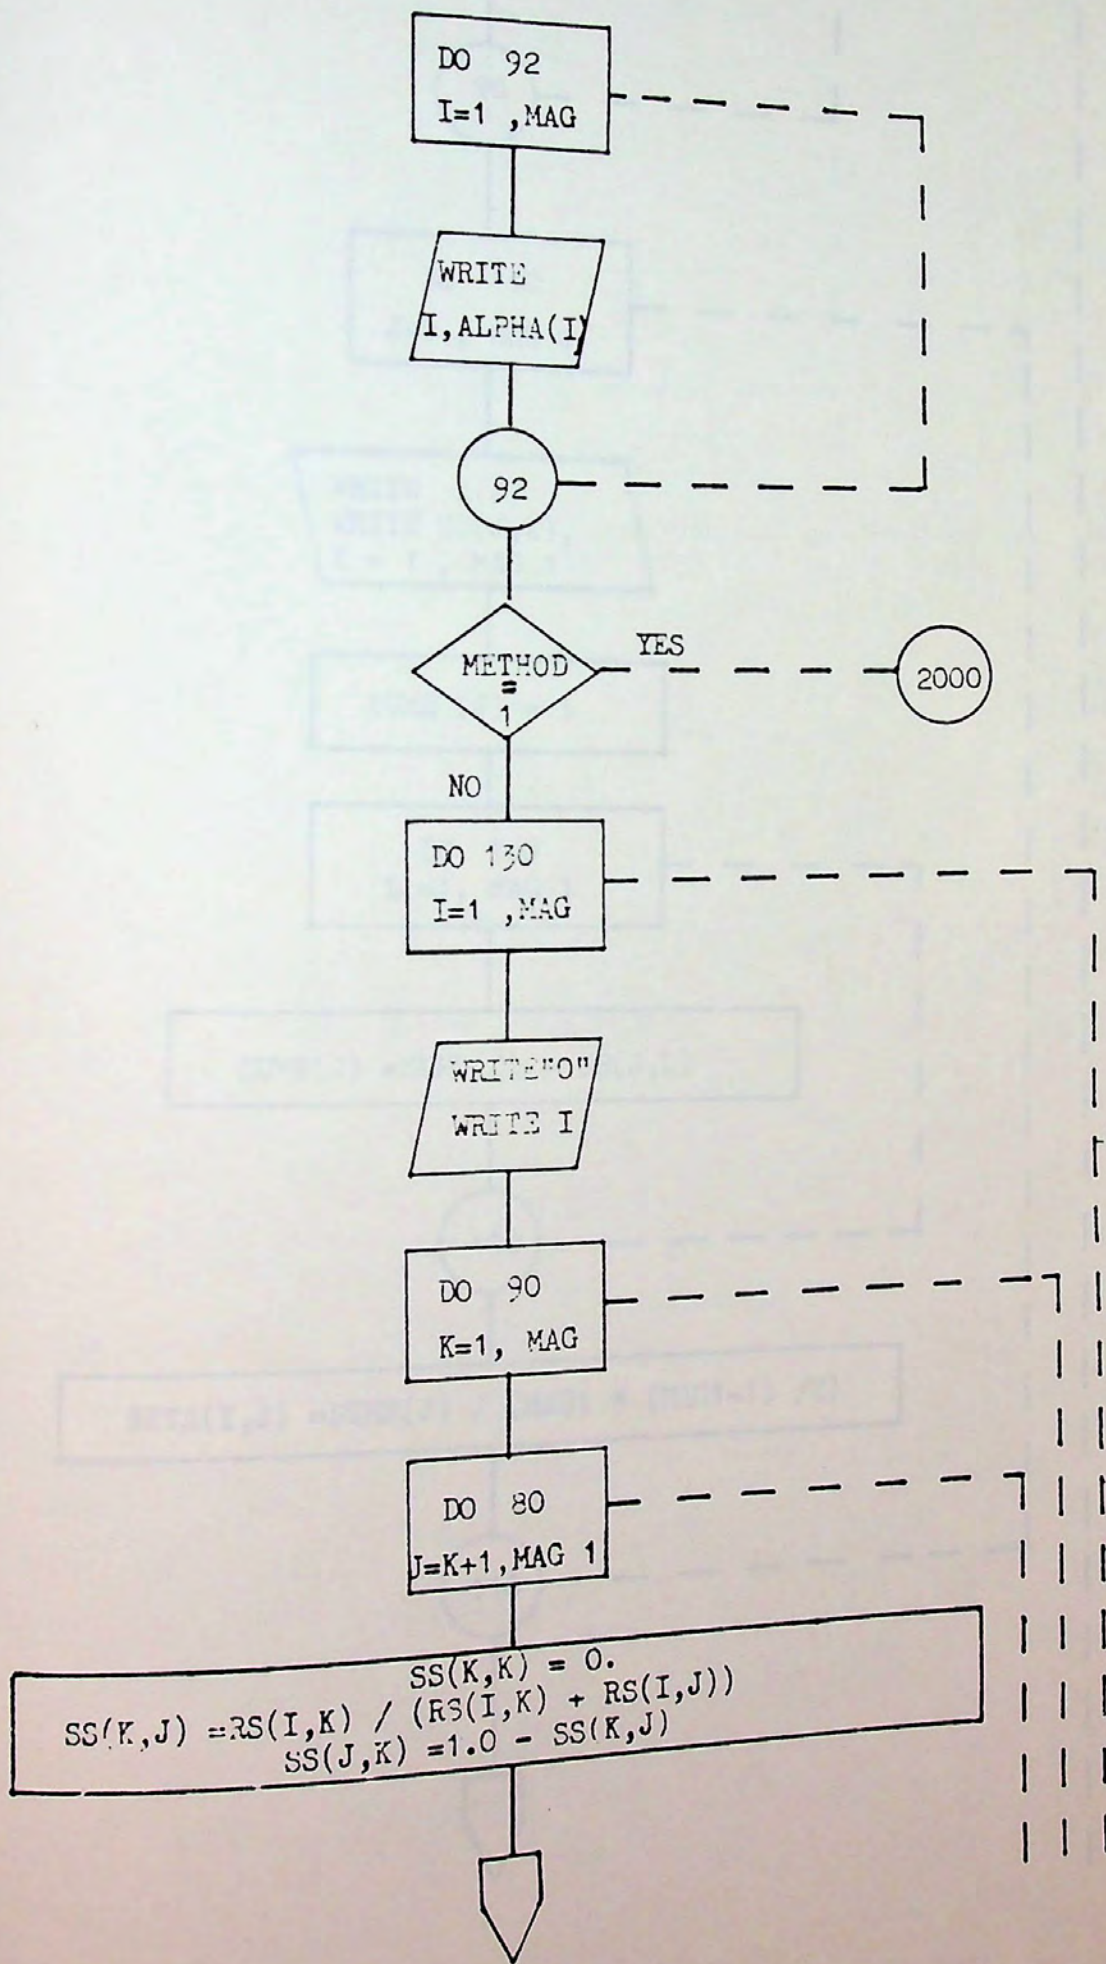 DO 92
I=1 ,MAG
WRITE
I,ALPHA(I)
92
METHOD
=
1
YES
2000
NO
DO 130
I=1 ,MAG
WRITE"O"
WRITE I
DO 90
K=1, MAG
DO 80
J=K+1,MAG 1
SS(K,K) = 0.
SS(K,J) =RS(I,K) / (RS(I,K) + RS(I,J))
SS(J,K) =1.0 - SS(K,J)